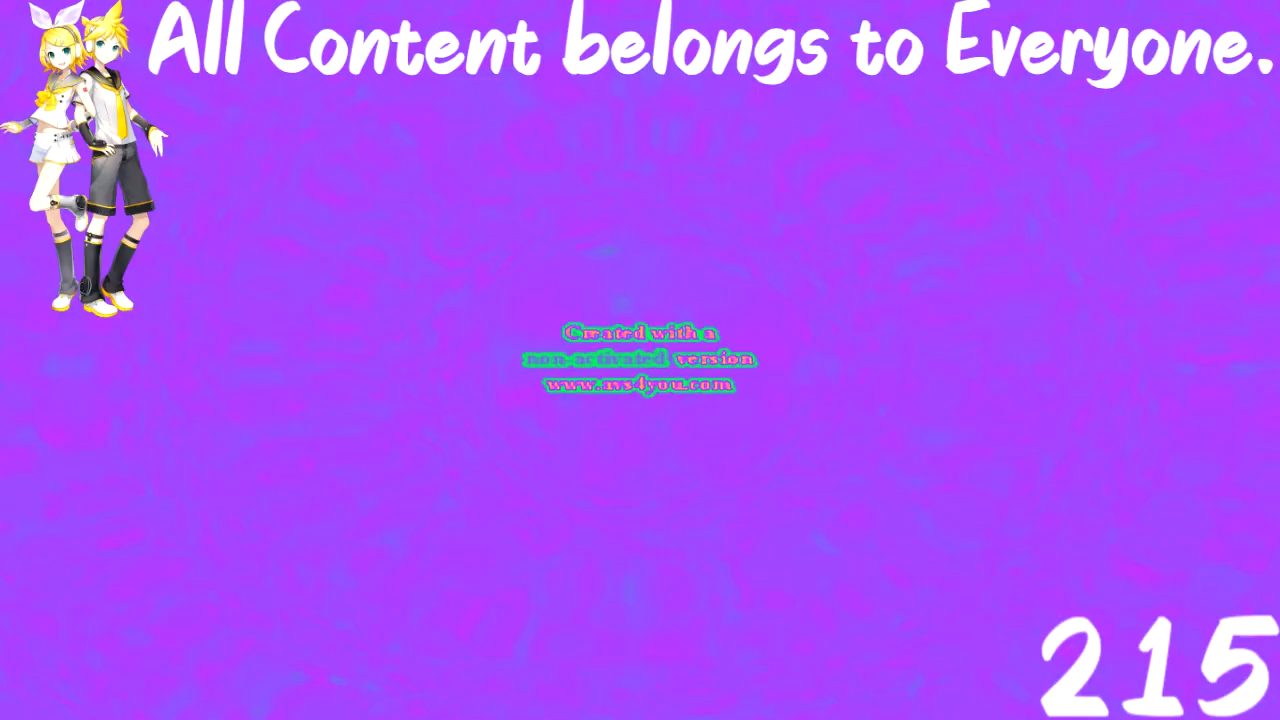 All Content belongs to Everyone.
Created with a
non-activated version
www.avs4you.com
215